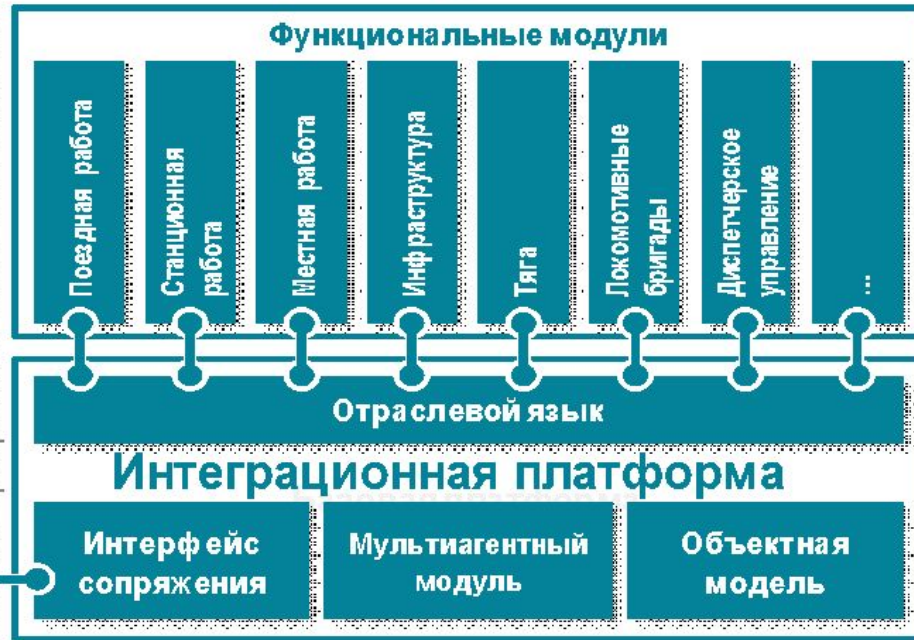 Функциональные модули
Поездная работа
Станционная
работа
Местная работа
Инфраструктура
Тяга
Локомотивные
бригады
Диспетчерское
управление
...
Отраслевой язык
Интеграционная платформа
Интерфейс
сопряжения
Мультиагентный
модуль
Объектная
модель